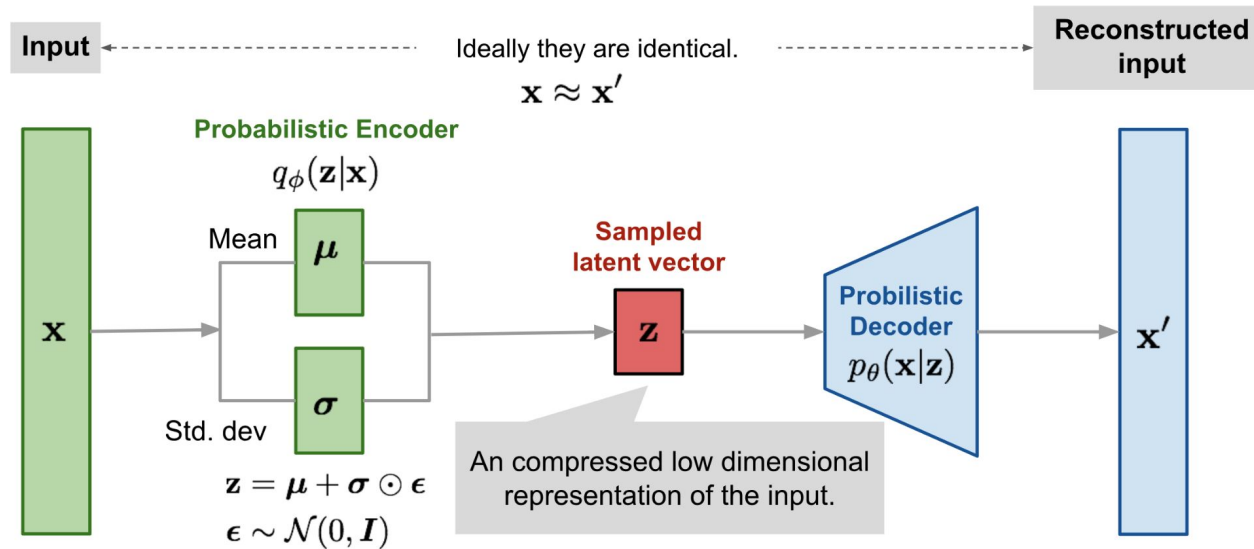 Input
Ideally they are identical.
𝐱 ≈ 𝐱′
Reconstructed
input
Probabilistic Encoder
q_ϕ(𝐳|𝐱)
Mean
𝝁
Std. dev
𝝈
𝐱
𝐳 = 𝝁 + 𝝈 ⊙ 𝝐
𝝐 ∼ 𝒩(0, 𝑰)
Sampled
latent vector
𝐳
An compressed low dimensional
representation of the input.
Probilistic
Decoder
p_θ(𝐱|𝐳)
𝐱′